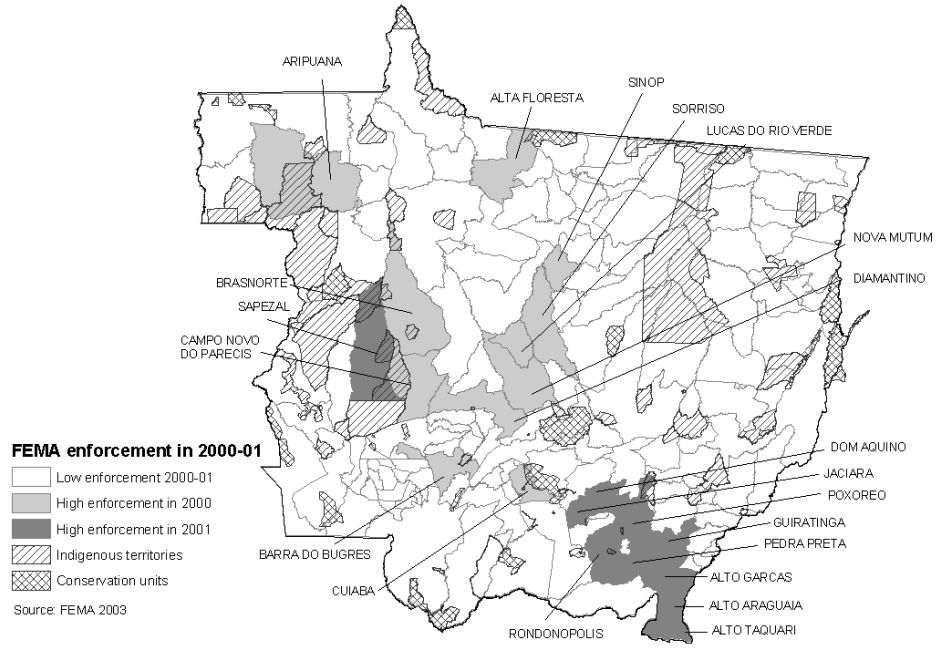 ARIPUANA
SINOP
ALTA FLORESTA
SORRISO
LUCAS DO RIO VERDE
NOVA MUTUM
DIAMANTINO
BRASNORTE
SAPEZAL
CAMPO NOVO
DO PARECIS
FEMA enforcement in 2000-01
Low enforcement 2000-01
High enforcement in 2000
High enforcement in 2001
Indigenous territories
Conservation units
Source: FEMA 2003
DOM AQUINO
JACIARA
POXOREO
GUIRATINGA
PEDRA PRETA
ALTO GARCAS
ALTO ARAGUAIA
ALTO TAQUARI
BARRA DO BUGRES
CUIABA
RONDONOPOLIS